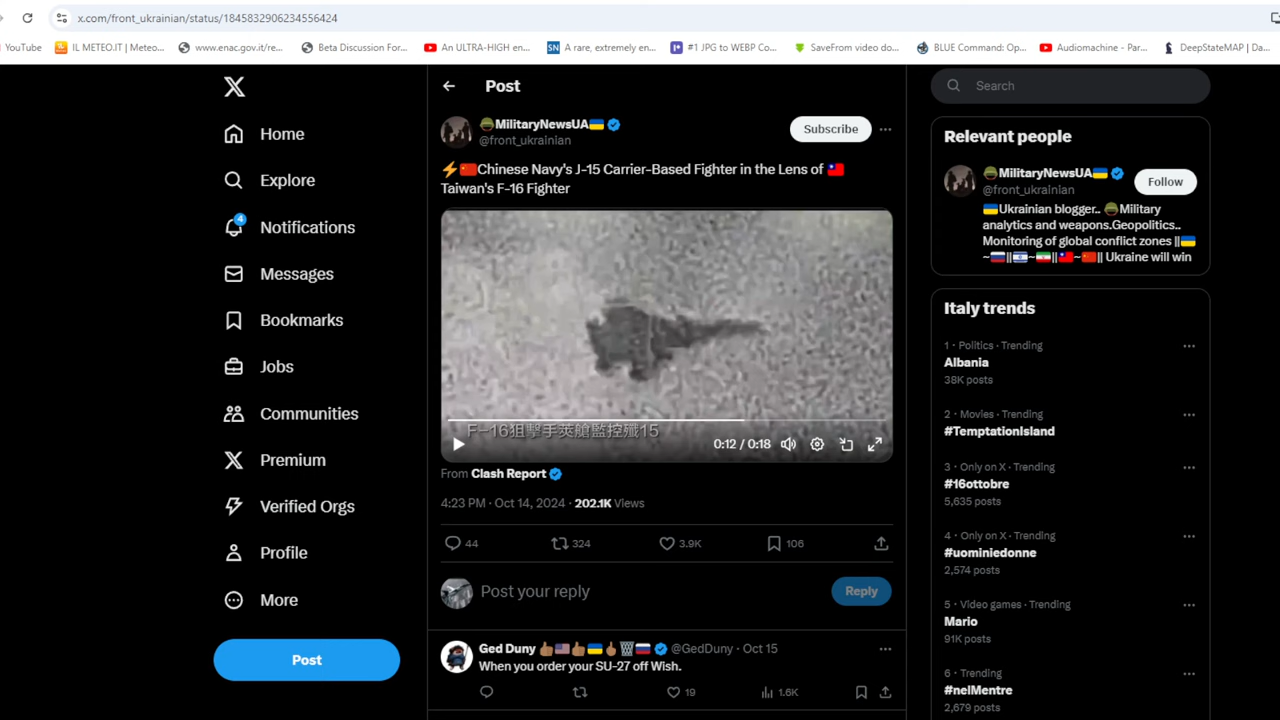 x.com/front_ukrainian/status/1845832906234556424
YouTube
IL METEO.IT | Meteo...
www.enac.gov.it/re...
Beta Discussion For...
An ULTRA-HIGH en...
SN
A rare, extremely en...
#1 JPG to WEBP Co...
SaveFrom video do...
BLUE Command: Op...
Audiomachine - Par...
DeepStateMAP | Da...
Home
Explore
4
Notifications
Messages
Bookmarks
Jobs
Communities
Premium
Verified Orgs
Profile
More
Post
Post
🪖MilitaryNewsUA🇺🇦
@front_ukrainian
Subscribe
⚡🇨🇳Chinese Navy's J-15 Carrier-Based Fighter in the Lens of 🇹🇼
Taiwan's F-16 Fighter
F-16狙擊手莢艙監控殲15
0:12 / 0:18
From Clash Report
4:23 PM · Oct 14, 2024 · 202.1K Views
44
324
3.9K
106
Post your reply
Reply
Ged Duny 👍🏽🇺🇸👍🏽🇺🇦🖕🏽🗑️🇷🇺 @GedDuny · Oct 15
When you order your SU-27 off Wish.
19
1.6K
Search
Relevant people
🪖MilitaryNewsUA🇺🇦
@front_ukrainian
Follow
🇺🇦Ukrainian blogger.. 🪖Military
analytics and weapons.Geopolitics..
Monitoring of global conflict zones ||🇺🇦
~🇷🇺||🇮🇱~🇮🇷||🇹🇼~🇨🇳|| Ukraine will win
Italy trends
1 · Politics · Trending
Albania
38K posts
2 · Movies · Trending
#TemptationIsland
3 · Only on X · Trending
#16ottobre
5,635 posts
4 · Only on X · Trending
#uominiedonne
2,574 posts
5 · Video games · Trending
Mario
91K posts
6 · Trending
#nelMentre
2,679 posts